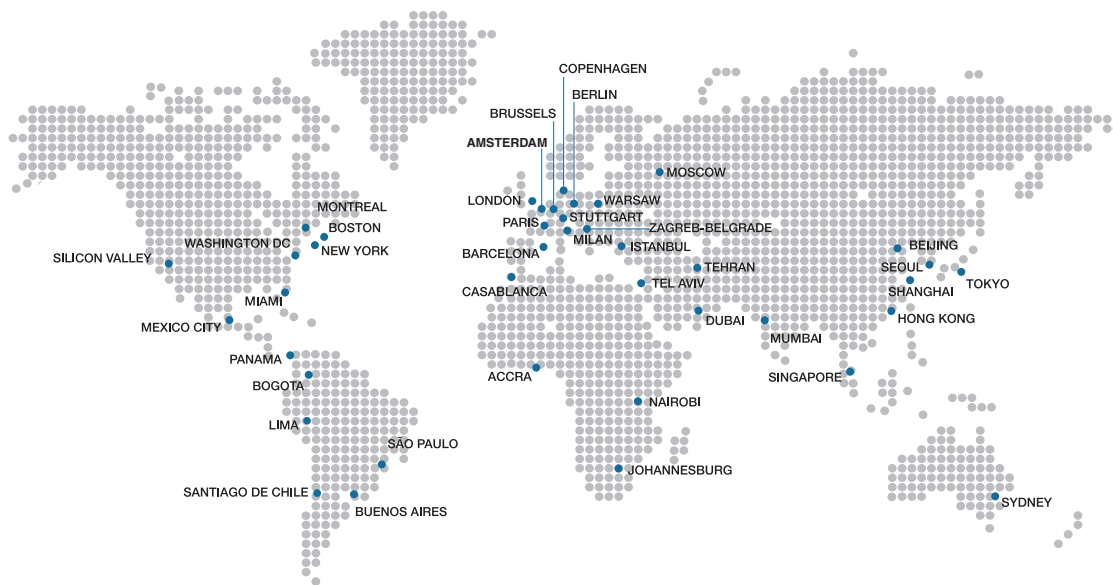 COPENHAGEN
BERLIN
BRUSSELS
AMSTERDAM
MOSCOW
LONDON
WARSAW
MONTREAL
STUTTGART
PARIS
BOSTON
ZAGREB-BELGRADE
MILAN
WASHINGTON DC
NEW YORK
ISTANBUL
BEIJING
BARCELONA
SILICON VALLEY
TEHRAN
SEOUL
TEL AVIV
TOKYO
CASABLANCA
SHANGHAI
MIAMI
DUBAI
HONG KONG
MEXICO CITY
MUMBAI
PANAMA
ACCRA
SINGAPORE
BOGOTA
NAIROBI
LIMA
SÃO PAULO
JOHANNESBURG
SANTIAGO DE CHILE
SYDNEY
BUENOS AIRES